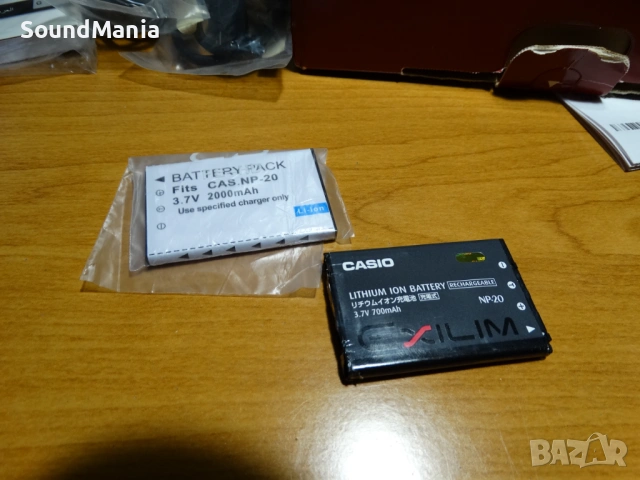 SoundMania
BATTERY PACK
Fits CAS.NP-20
3.7V 2000mAh
Use specified charger only
Li-ion
CASIO
LITHIUM ION BATTERY RECHARGEABLE
リチウムイオン充電池 充電式
3.7V 700mAh
NP-20
EXILIM
BAZAR